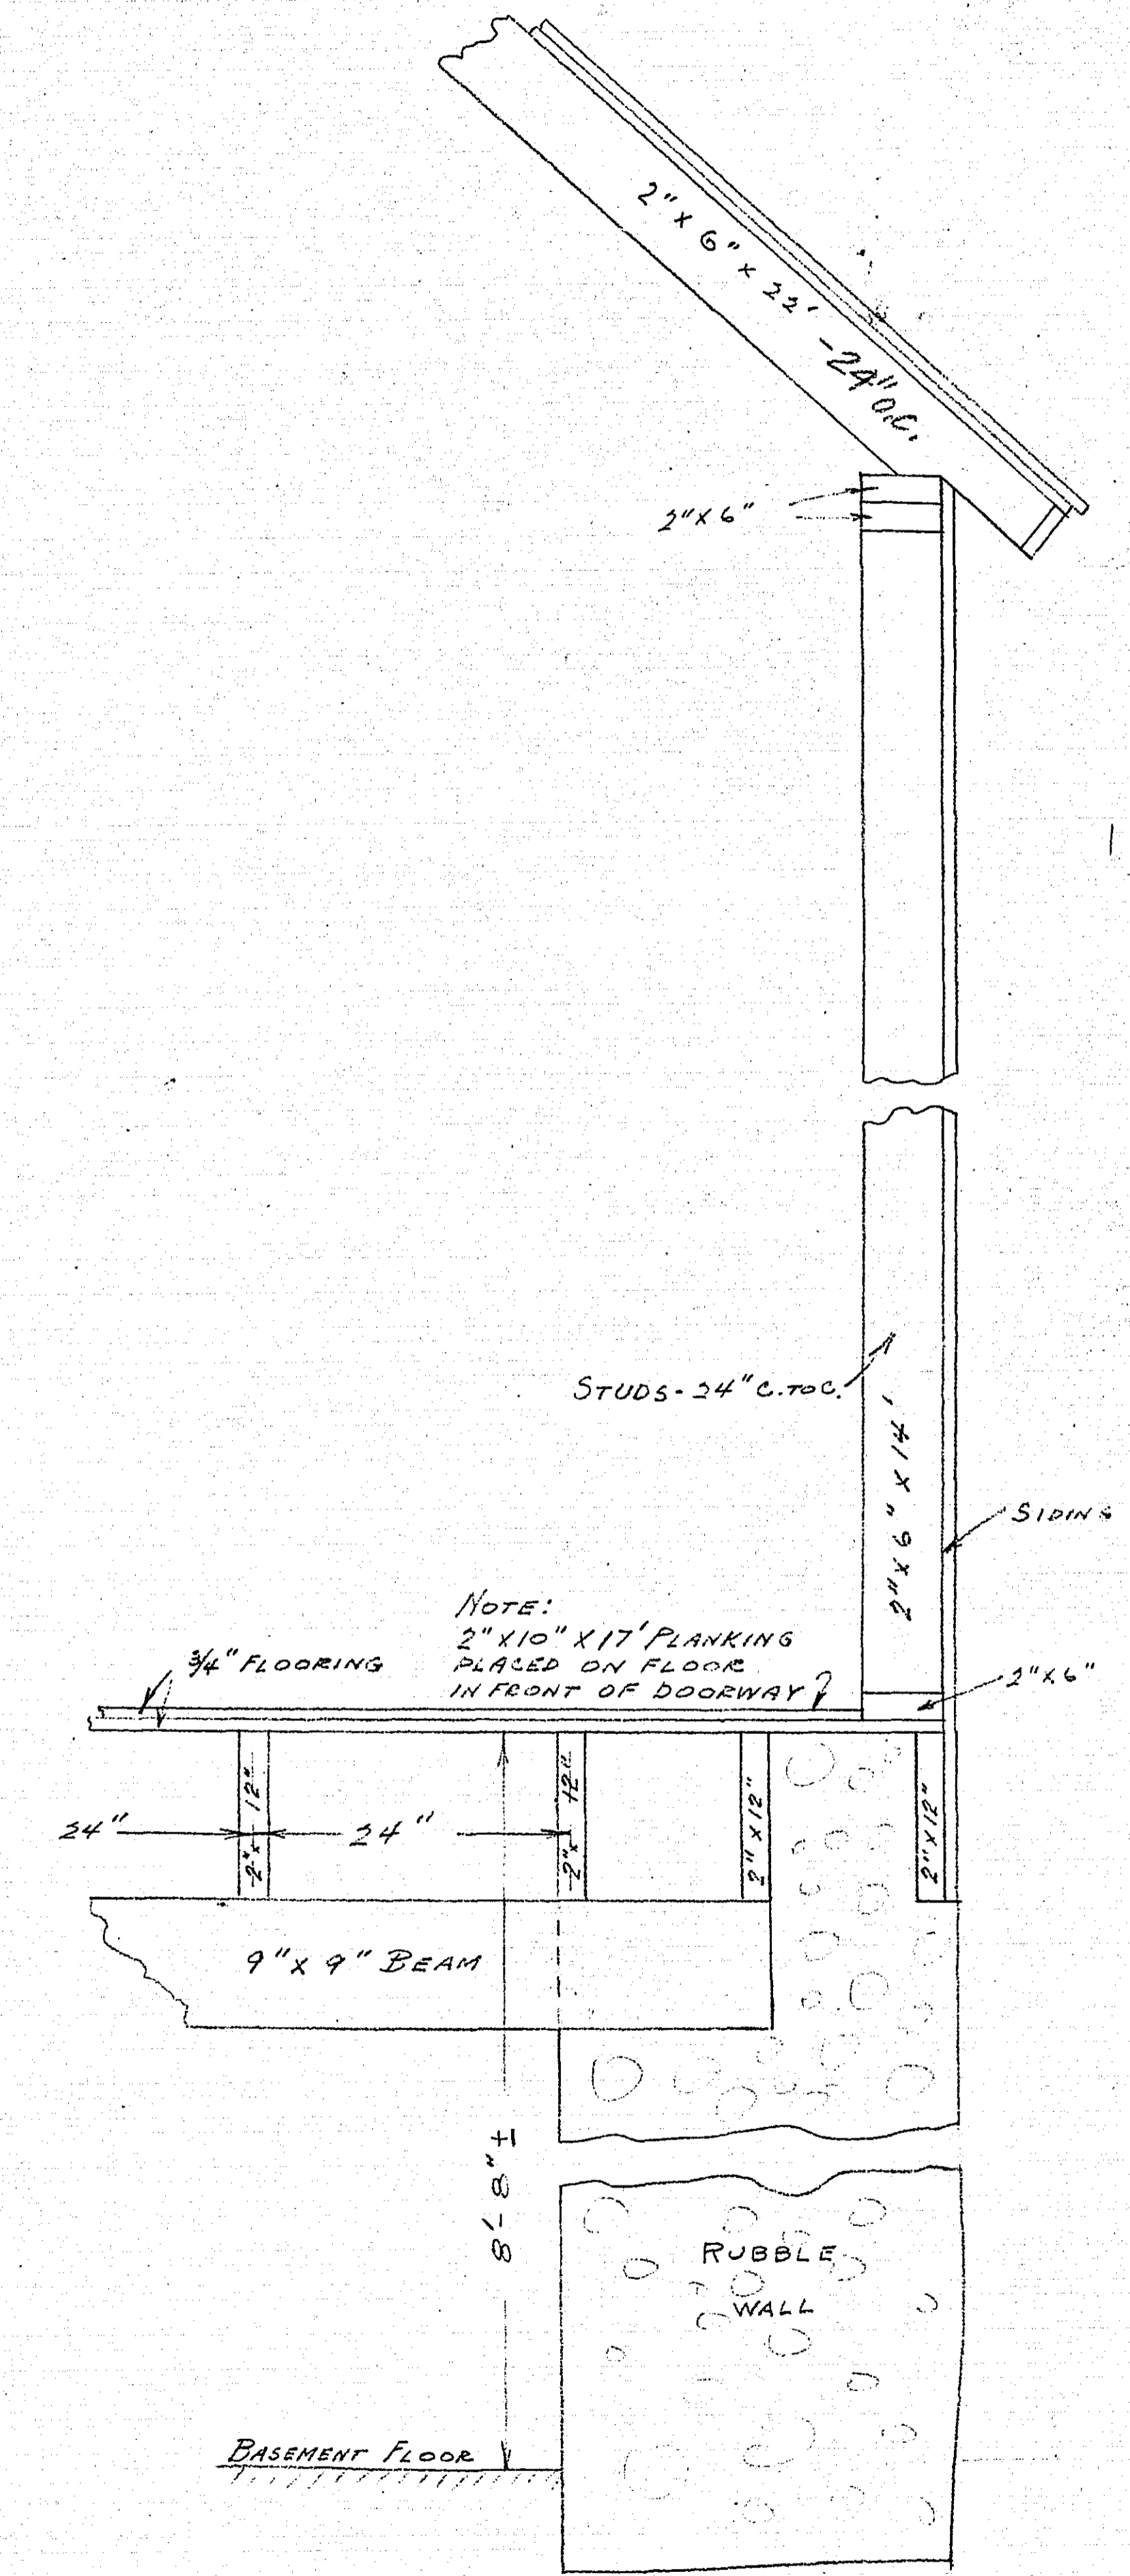 2" X 6" X 22' -24" O.C.
2" X 6"
STUDS - 24" C. TO C.
2" X 6" X 14'
SIDING
NOTE:
2" X 10" X 17' PLANKING
PLACED ON FLOOR
IN FRONT OF DOORWAY
3/4" FLOORING
2" X 6"
2" X 12"
2" X 12"
2" X 12"
2" X 12"
24"
24"
9" X 9" BEAM
8'-8" ±
RUBBLE
WALL
BASEMENT FLOOR